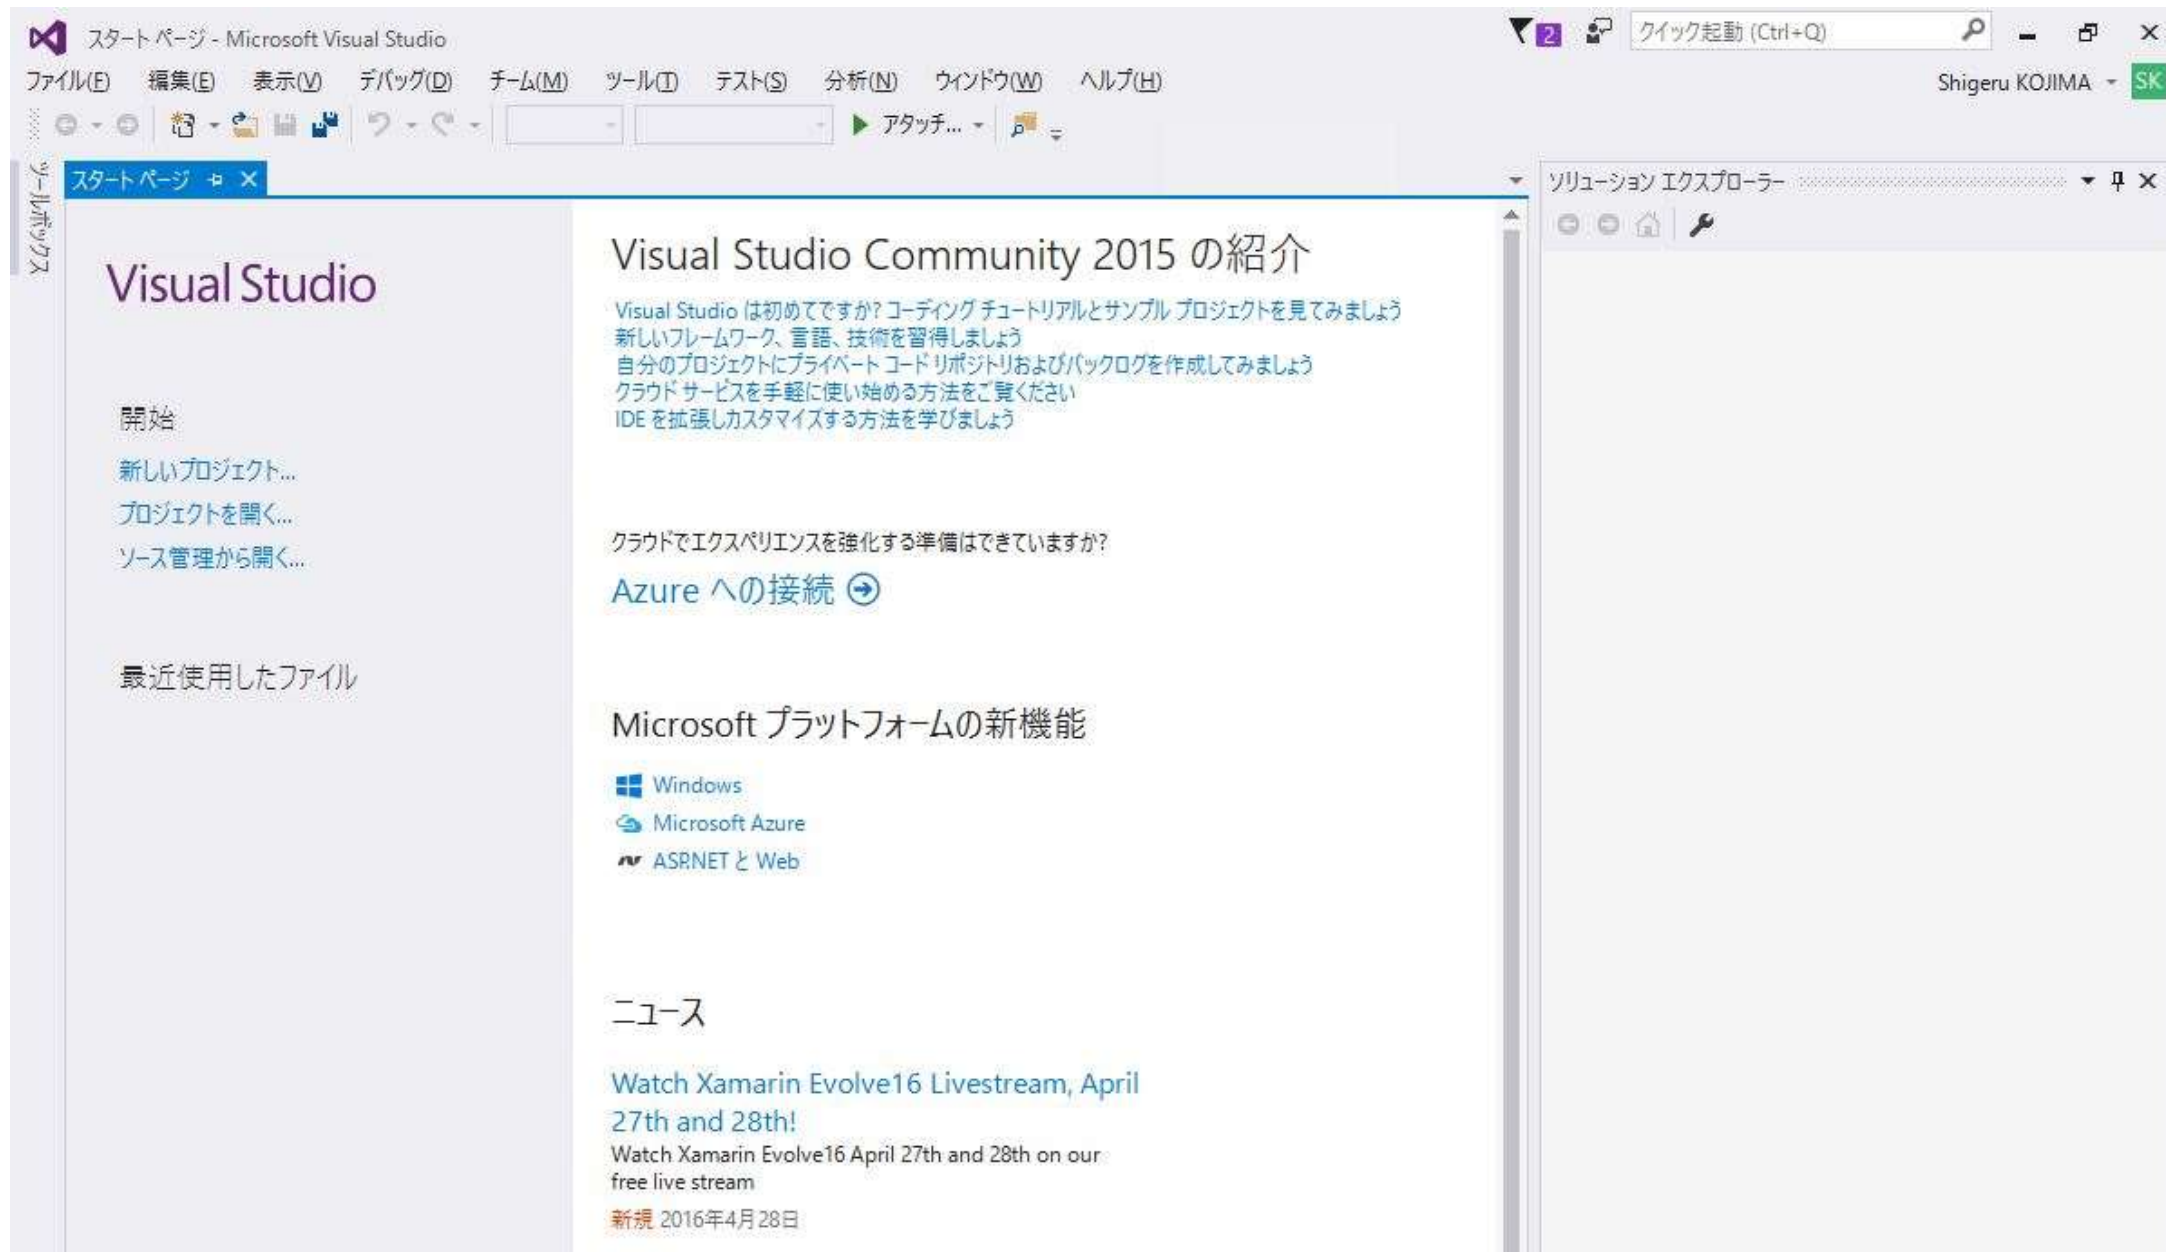 スタート ページ - Microsoft Visual Studio
2
クイック起動 (Ctrl+Q)
ファイル(F) 編集(E) 表示(V) デバッグ(D) チーム(M) ツール(T) テスト(S) 分析(N) ウィンドウ(W) ヘルプ(H)
Shigeru KOJIMA
SK
アタッチ...
ツールボックス
スタート ページ
ソリューション エクスプローラー
Visual Studio
開始
新しいプロジェクト...
プロジェクトを開く...
ソース管理から開く...
最近使用したファイル
Visual Studio Community 2015 の紹介
Visual Studio は初めてですか? コーディング チュートリアルとサンプル プロジェクトを見てみましょう
新しいフレームワーク、言語、技術を習得しましょう
自分のプロジェクトにプライベート コード リポジトリおよびバックログを作成してみましょう
クラウド サービスを手軽に使い始める方法をご覧ください
IDE を拡張しカスタマイズする方法を学びましょう
クラウドでエクスペリエンスを強化する準備はできていますか?
Azure への接続
Microsoft プラットフォームの新機能
Windows
Microsoft Azure
ASP.NET と Web
ニュース
Watch Xamarin Evolve16 Livestream, April
27th and 28th!
Watch Xamarin Evolve16 April 27th and 28th on our
free live stream
新規 2016年4月28日